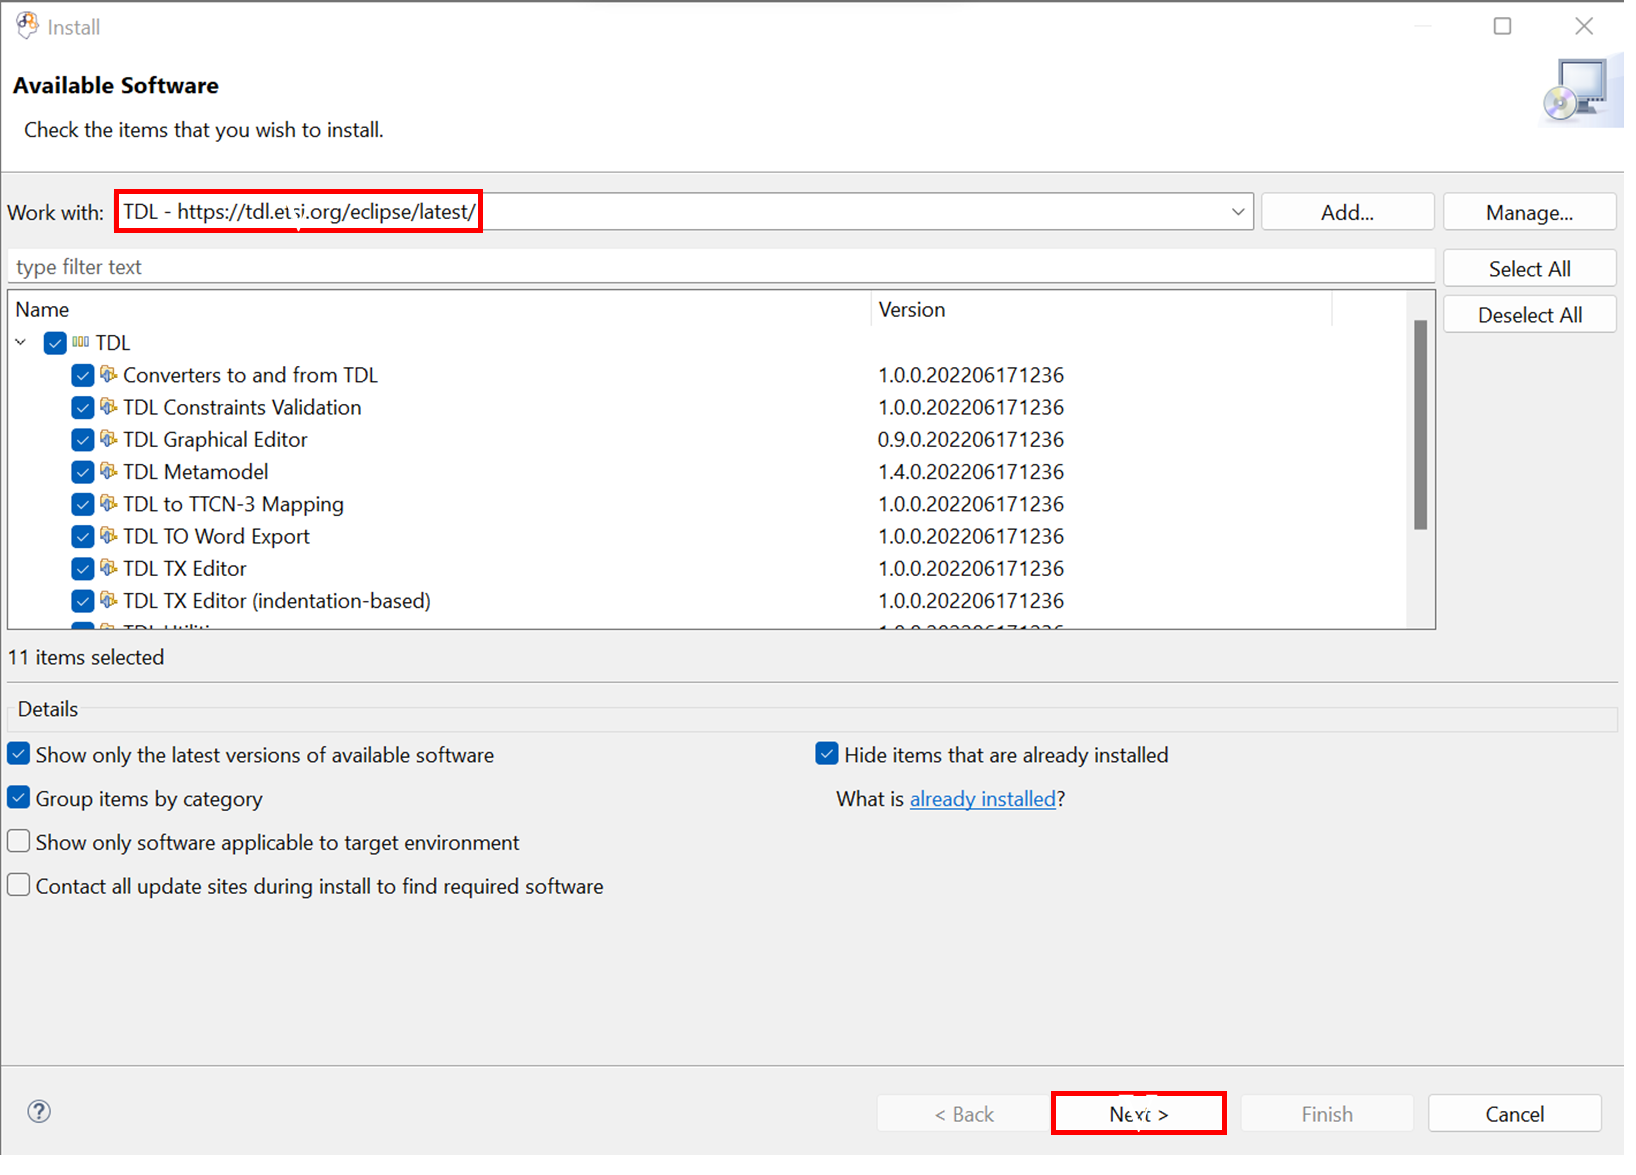 Install
Available Software
Check the items that you wish to install.
Work with: TDL - https://tdl.etsi.org/eclipse/latest/ Add... Manage...
type filter text Select All
Deselect All
Name Version
TDL
Converters to and from TDL 1.0.0.202206171236
TDL Constraints Validation 1.0.0.202206171236
TDL Graphical Editor 0.9.0.202206171236
TDL Metamodel 1.4.0.202206171236
TDL to TTCN-3 Mapping 1.0.0.202206171236
TDL TO Word Export 1.0.0.202206171236
TDL TX Editor 1.0.0.202206171236
TDL TX Editor (indentation-based) 1.0.0.202206171236
11 items selected
Details
Show only the latest versions of available software Hide items that are already installed
Group items by category What is already installed?
Show only software applicable to target environment
Contact all update sites during install to find required software
? < Back Next > Finish Cancel